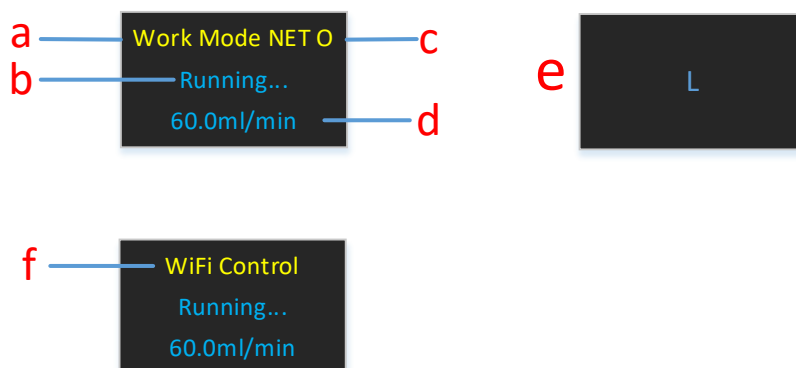 a Work Mode NET O c
b Running...
60.0ml/min d
e L
f WiFi Control
Running...
60.0ml/min